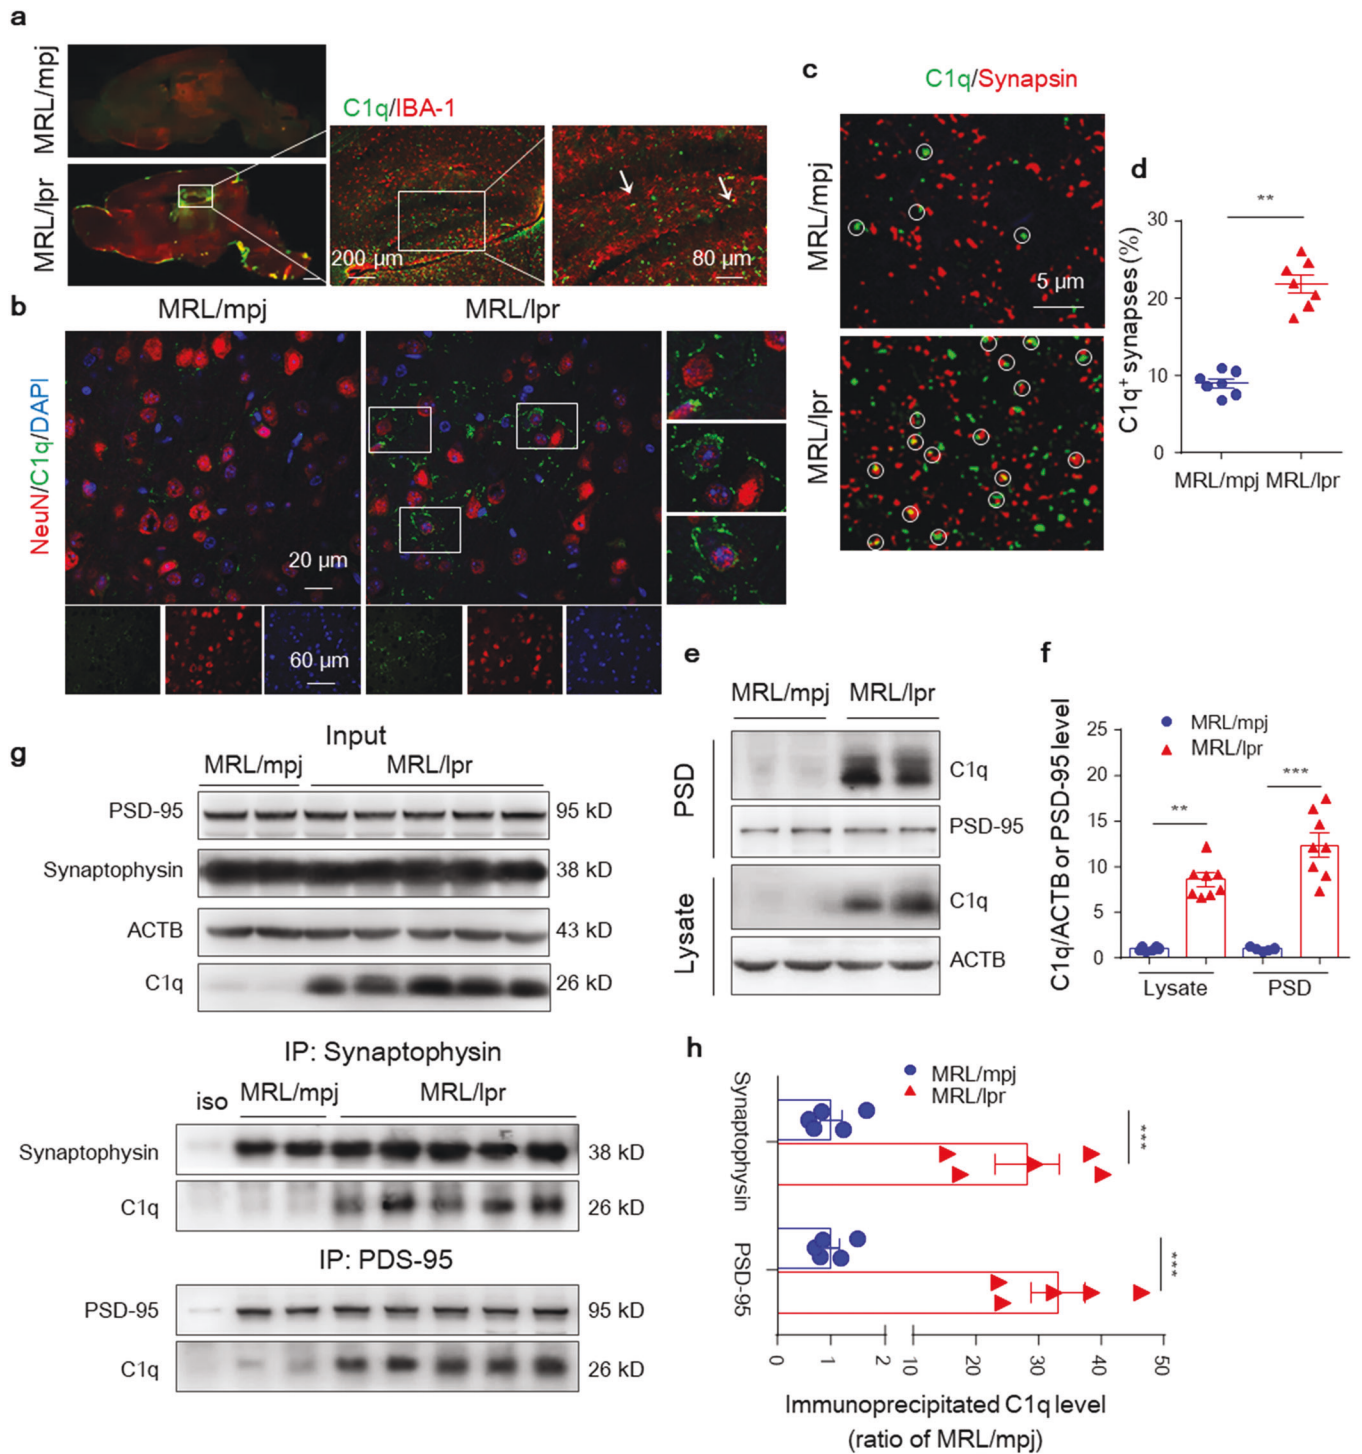 a
MRL/mpj
MRL/lpr
C1q/IBA-1
200 µm
80 µm
b
MRL/mpj
MRL/lpr
NeuN/C1q/DAPI
20 µm
60 µm
c
C1q/Synapsin
MRL/mpj
5 µm
MRL/lpr
d
C1q+ synapses (%)
30
20
10
0
**
MRL/mpj MRL/lpr
e
MRL/mpj
MRL/lpr
PSD
C1q
PSD-95
Lysate
C1q
ACTB
f
C1q/ACTB or PSD-95 level
25
20
15
10
5
0
MRL/mpj
MRL/lpr
**
***
Lysate
PSD
g
Input
MRL/mpj
MRL/lpr
PSD-95
95 kD
Synaptophysin
38 kD
ACTB
43 kD
C1q
26 kD
IP: Synaptophysin
iso
MRL/mpj
MRL/lpr
Synaptophysin
38 kD
C1q
26 kD
IP: PDS-95
PSD-95
95 kD
C1q
26 kD
h
MRL/mpj
MRL/lpr
Synaptophysin
***
PSD-95
***
0
1
2
10
20
30
40
50
Immunoprecipitated C1q level
(ratio of MRL/mpj)